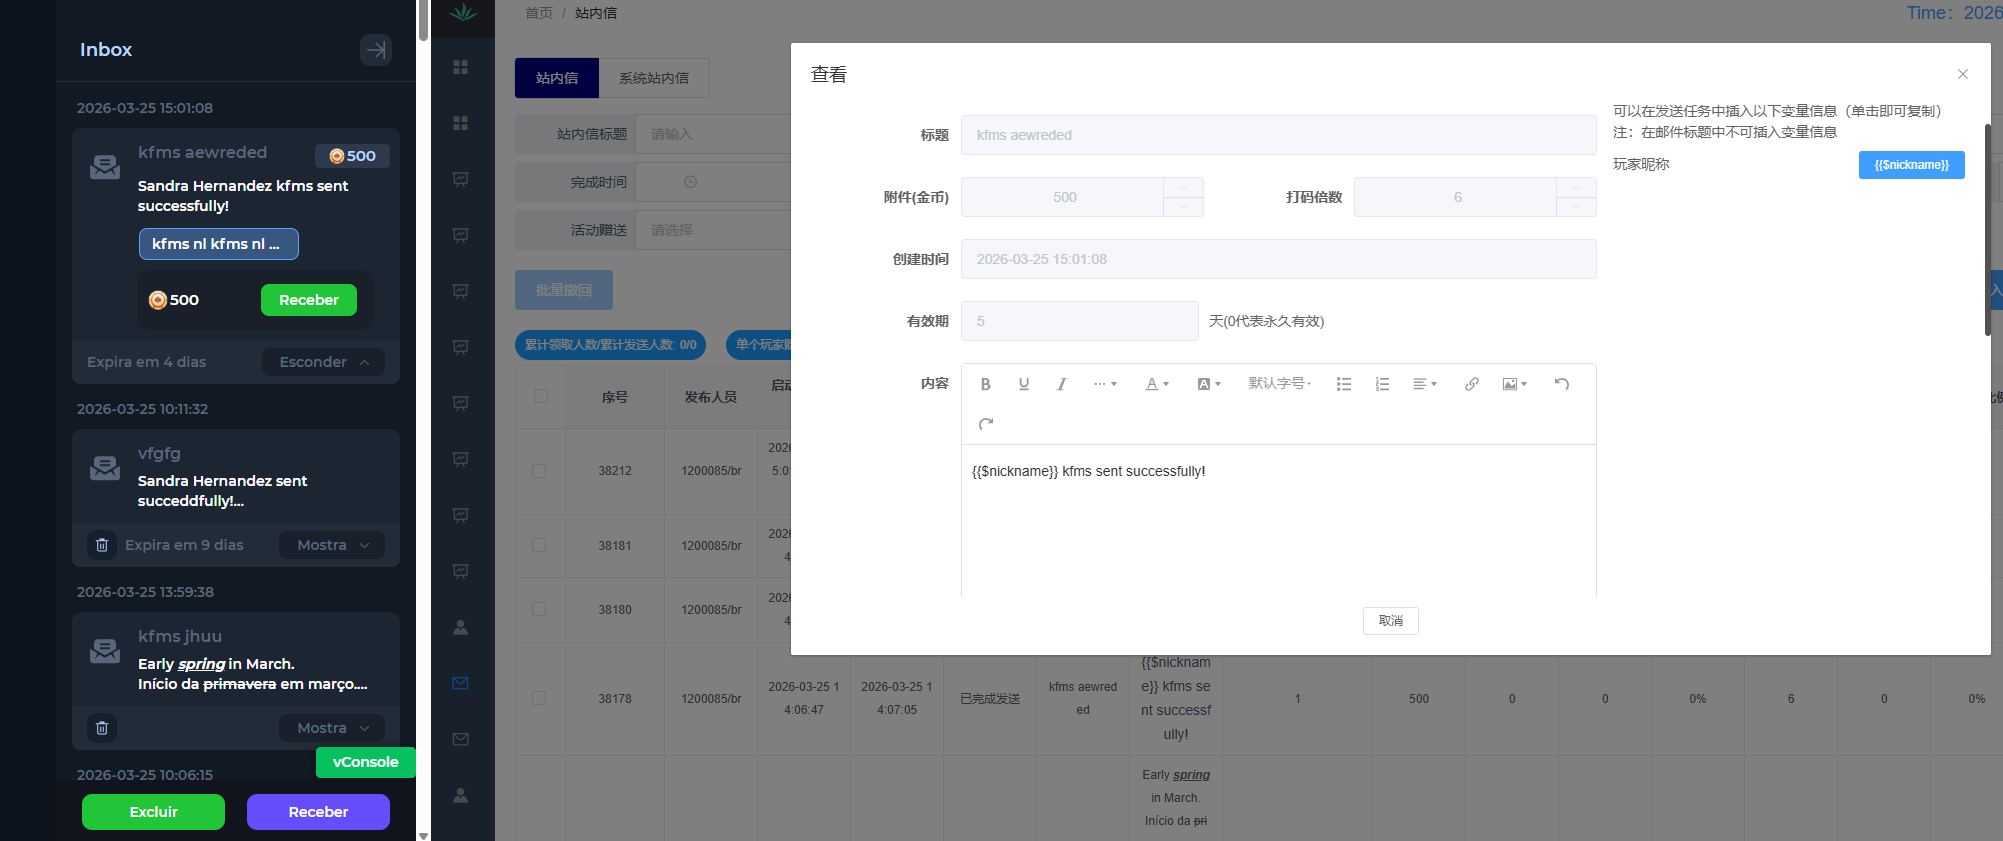 Inbox
2026-03-25 15:01:08
kfms aewreded
500
Sandra Hernandez kfms sent
successfully!
kfms nl kfms nl ...
500
Receber
Expira em 4 dias
Esconder
2026-03-25 10:11:32
vfgfg
Sandra Hernandez sent
succeddfully!...
Expira em 9 dias
Mostra
2026-03-25 13:59:38
kfms jhuu
Early spring in March.
Início da primavera em março....
Mostra
vConsole
2026-03-25 10:06:15
Excluir
Receber
首页 / 站内信
Time：2026
站内信
系统站内信
站内信标题
请输入
完成时间
活动赠送
请选择
批量撤回
累计领取人数/累计发送人数: 0/0
单个玩家
序号
发布人员
启动
38212
1200085/br
2026
5:0
38181
1200085/br
2026
4
38180
1200085/br
2026
4
38178
1200085/br
2026-03-25 1
4:06:47
2026-03-25 1
4:07:05
已完成发送
kfms aewred
ed
{{$nicknam
e}} kfms se
nt successf
ully!
1
500
0
0
0%
6
0
0%
Early spring
in March.
Início da pri
查看
标题
kfms aewreded
附件(金币)
500
打码倍数
6
创建时间
2026-03-25 15:01:08
有效期
5
天(0代表永久有效)
内容
B U I ... A A 默认字号
{{$nickname}} kfms sent successfully!
取消
可以在发送任务中插入以下变量信息（单击即可复制）
注：在邮件标题中不可插入变量信息
玩家昵称
{{$nickname}}
入